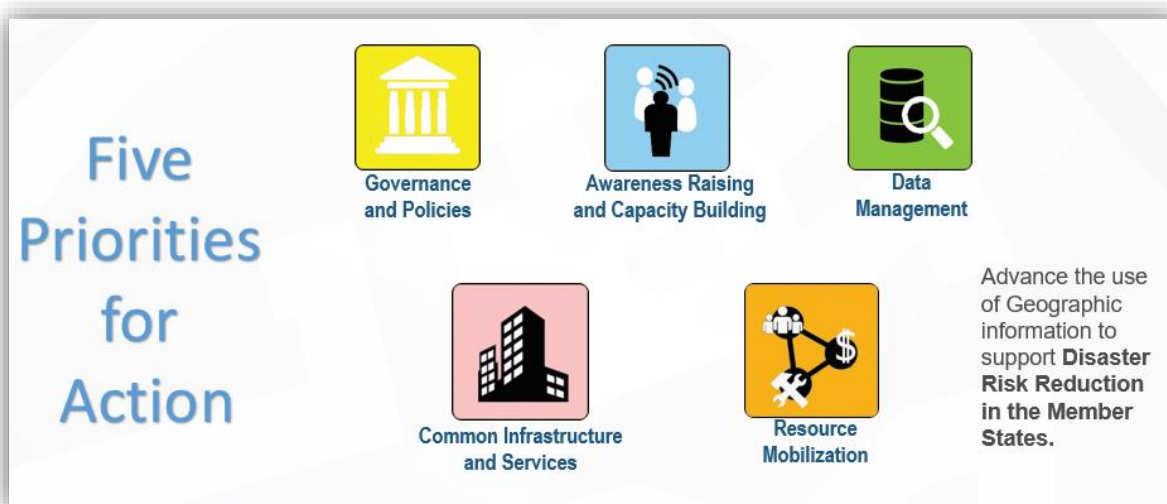 Five
Priorities
for
Action
Governance
and Policies
Awareness Raising
and Capacity Building
Data
Management
Common Infrastructure
and Services
$
Resource
Mobilization
Advance the use
of Geographic
information to
support Disaster
Risk Reduction
in the Member
States.